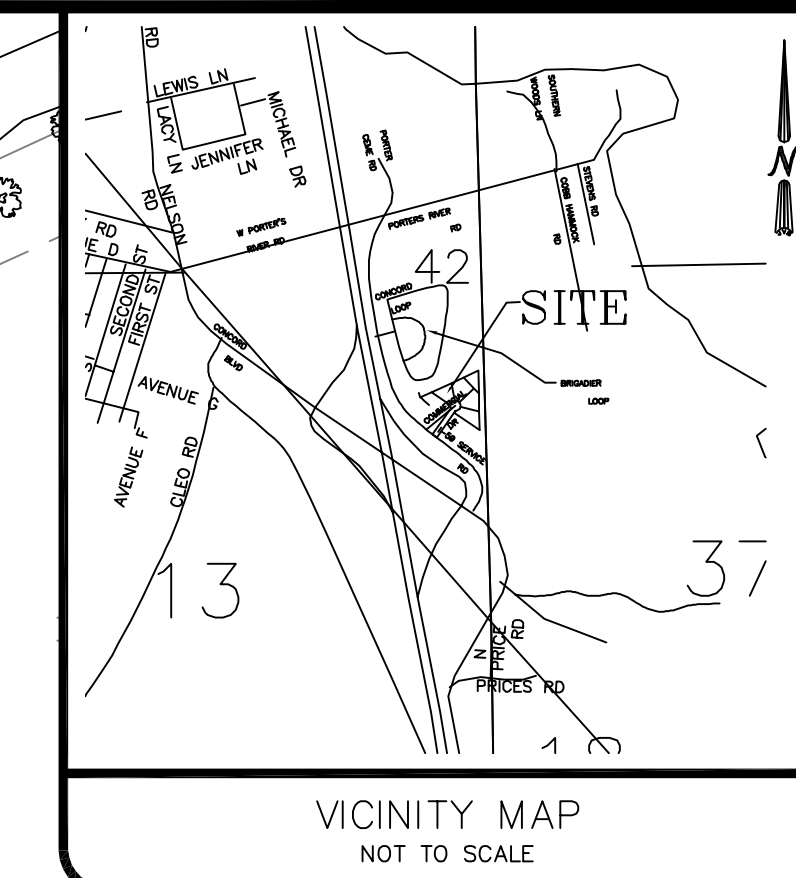 RD
LEWIS LN
LACY LN
MICHAEL DR
JENNIFER
LN
SOUTHERN
WOODS LN
N
PORTER
CEME RD
NELSON
RD
STEVENS RD
COBB HAMMOCK
RD
W PORTER'S
RIVER RD
PORTERS RIVER
RD
RD
UE D
SECOND ST
FIRST ST
42
CONCORD
LOOP
SITE
CONCORD
BLVD
BRIGADIER
LOOP
AVENUE G
COMMERCIAL
DR
SERVICE
RD
AVENUE F
CLEO RD
13
37
N
PRICE
RD
PRICES RD
VICINITY MAP
NOT TO SCALE